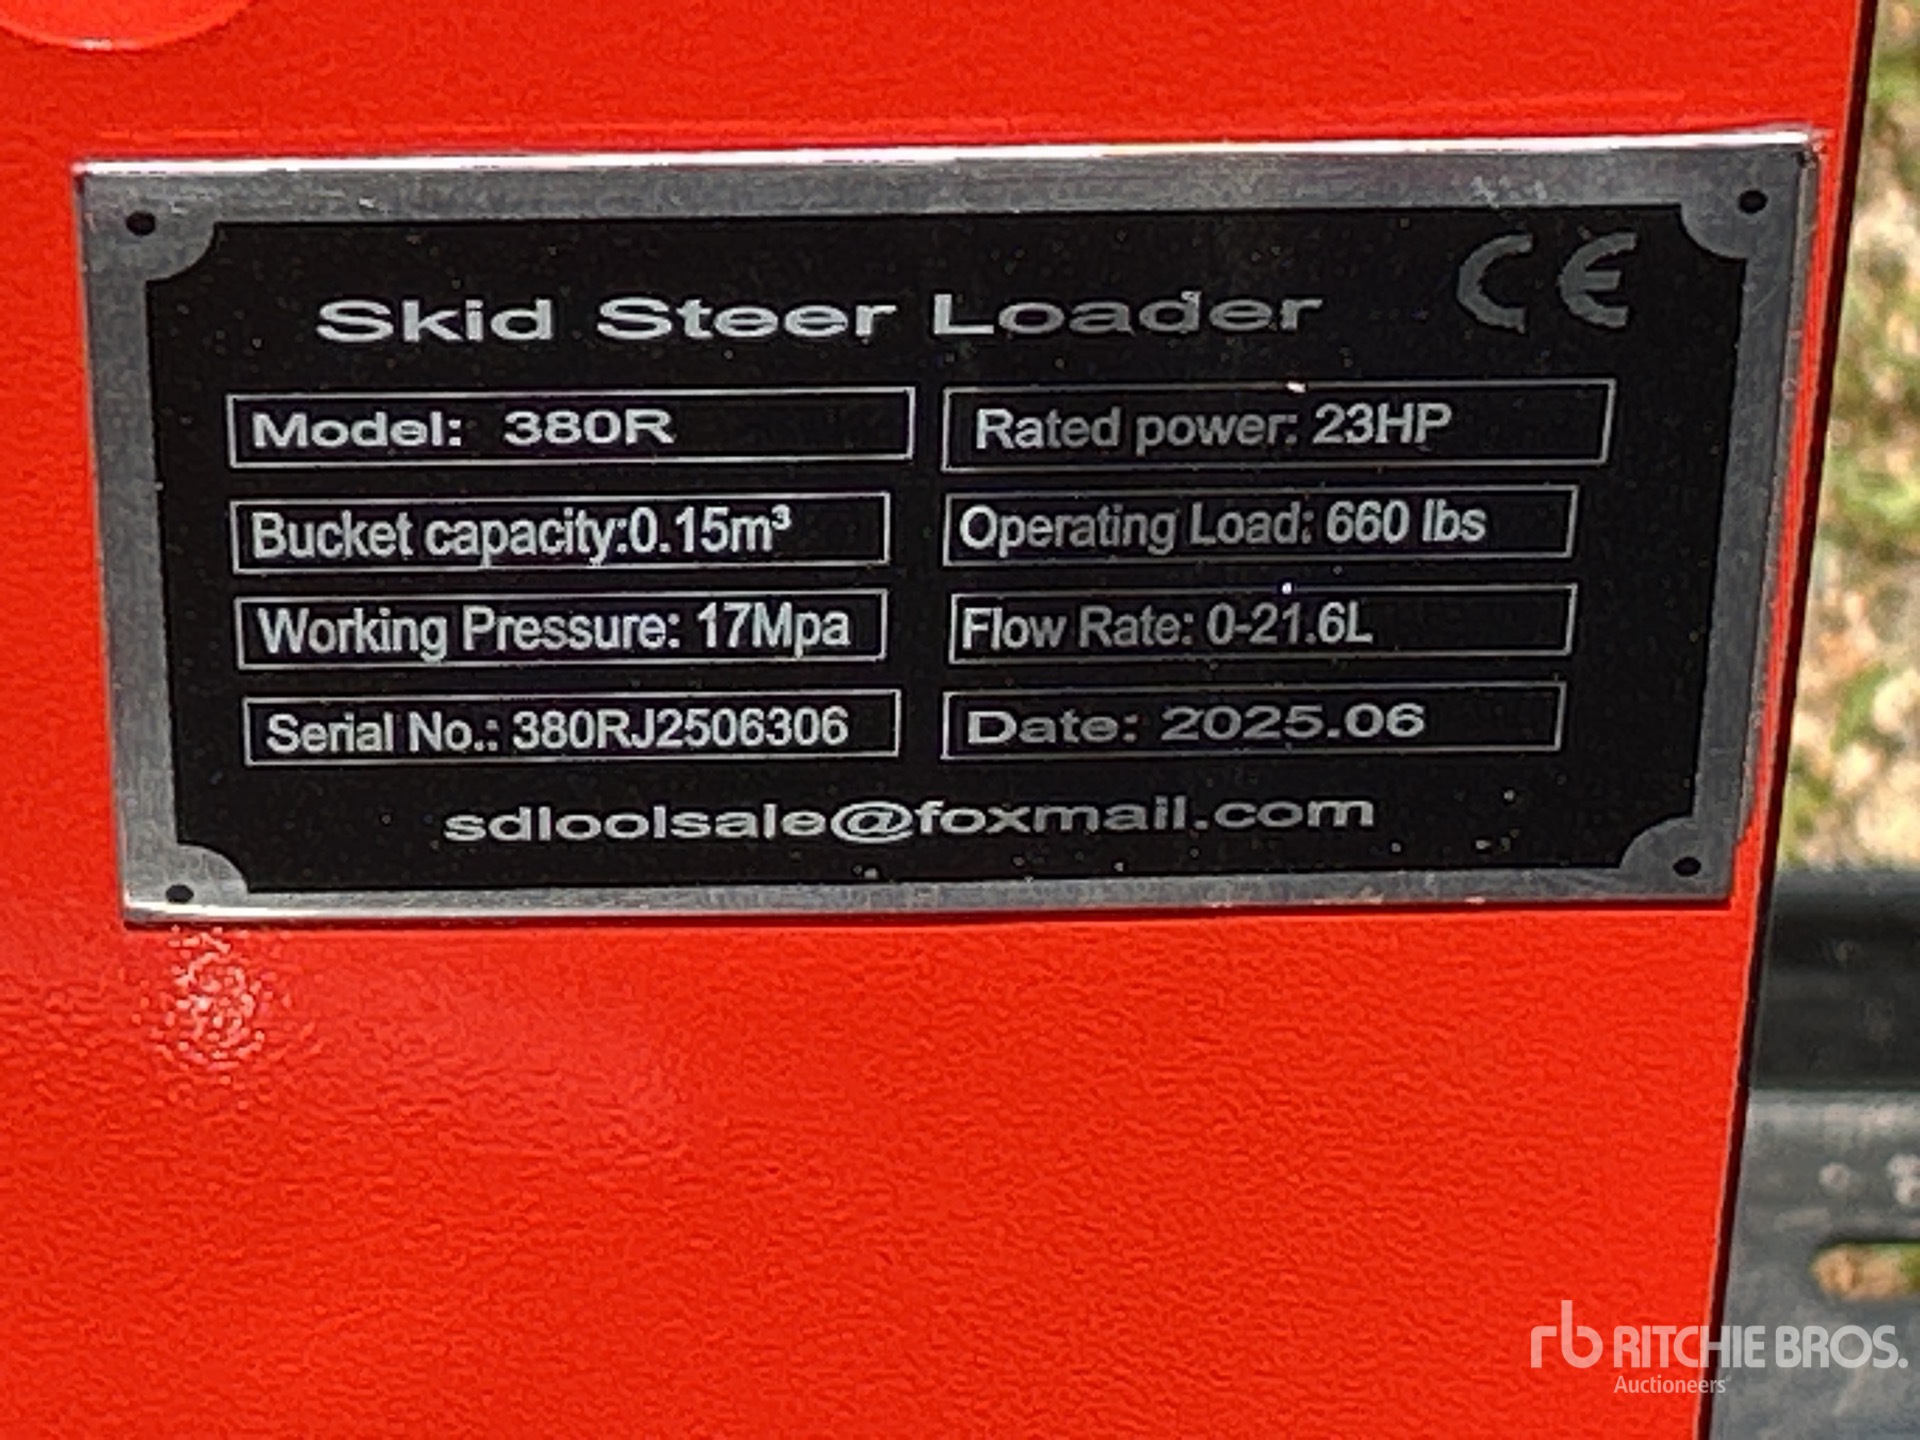 CE
Skid Steer Loader
Model: 380R
Rated power: 23HP
Bucket capacity:0.15m³
Operating Load: 660 lbs
Working Pressure: 17Mpa
Flow Rate: 0-21.6L
Serial No.: 380RJ2506306
Date: 2025.06
sdloolsale@foxmail.com
rb RITCHIE BROS.
Auctioneers